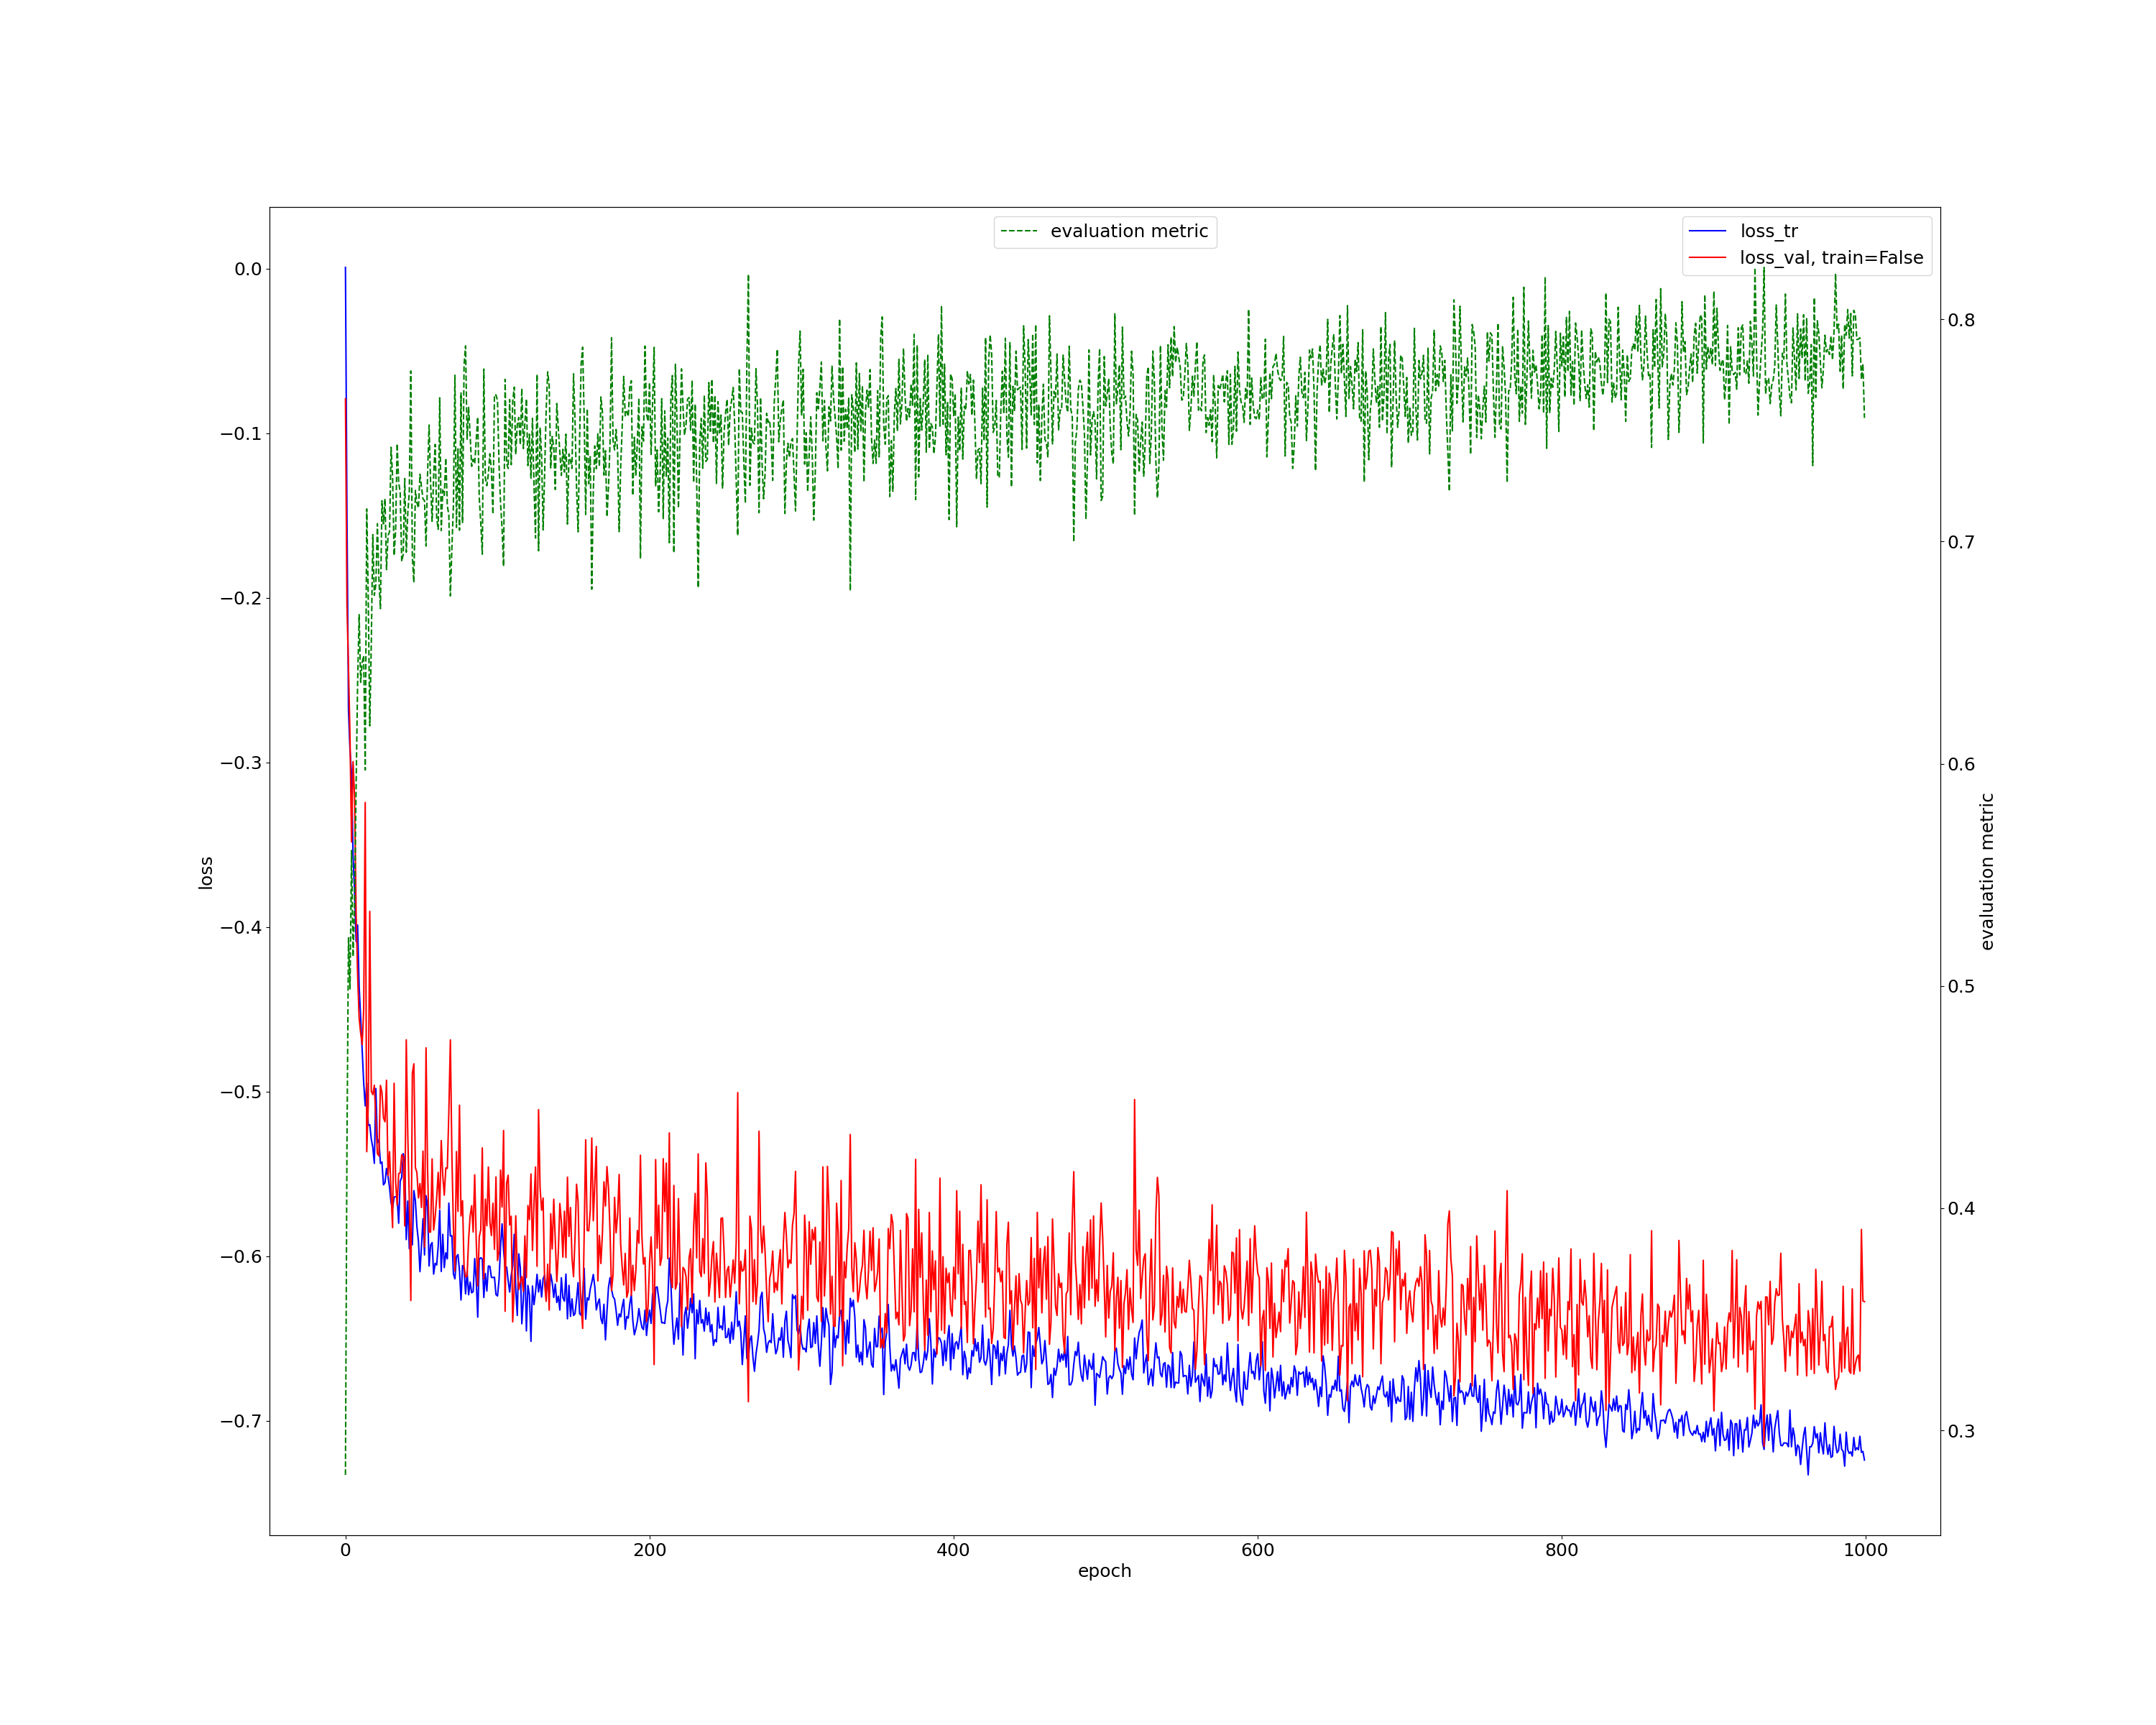 evaluation metric
loss_tr
loss_val, train=False
0.0
−0.1
−0.2
−0.3
−0.4
−0.5
−0.6
−0.7
loss
0.8
0.7
0.6
0.5
0.4
0.3
evaluation metric
0 200 400 600 800 1000
epoch